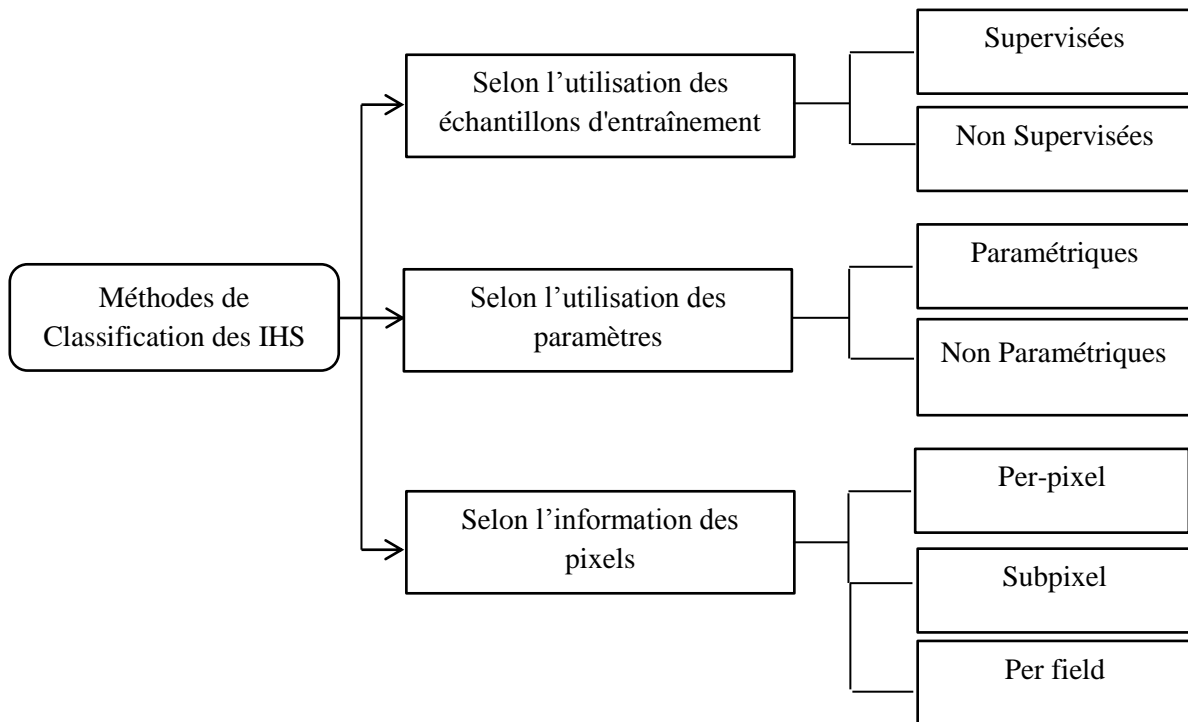 Supervisées
Selon l’utilisation des
échantillons d'entraînement
Non Supervisées
Méthodes de
Classification des IHS
Paramétriques
Selon l’utilisation des
paramètres
Non Paramétriques
Per-pixel
Selon l’information des
pixels
Subpixel
Per field